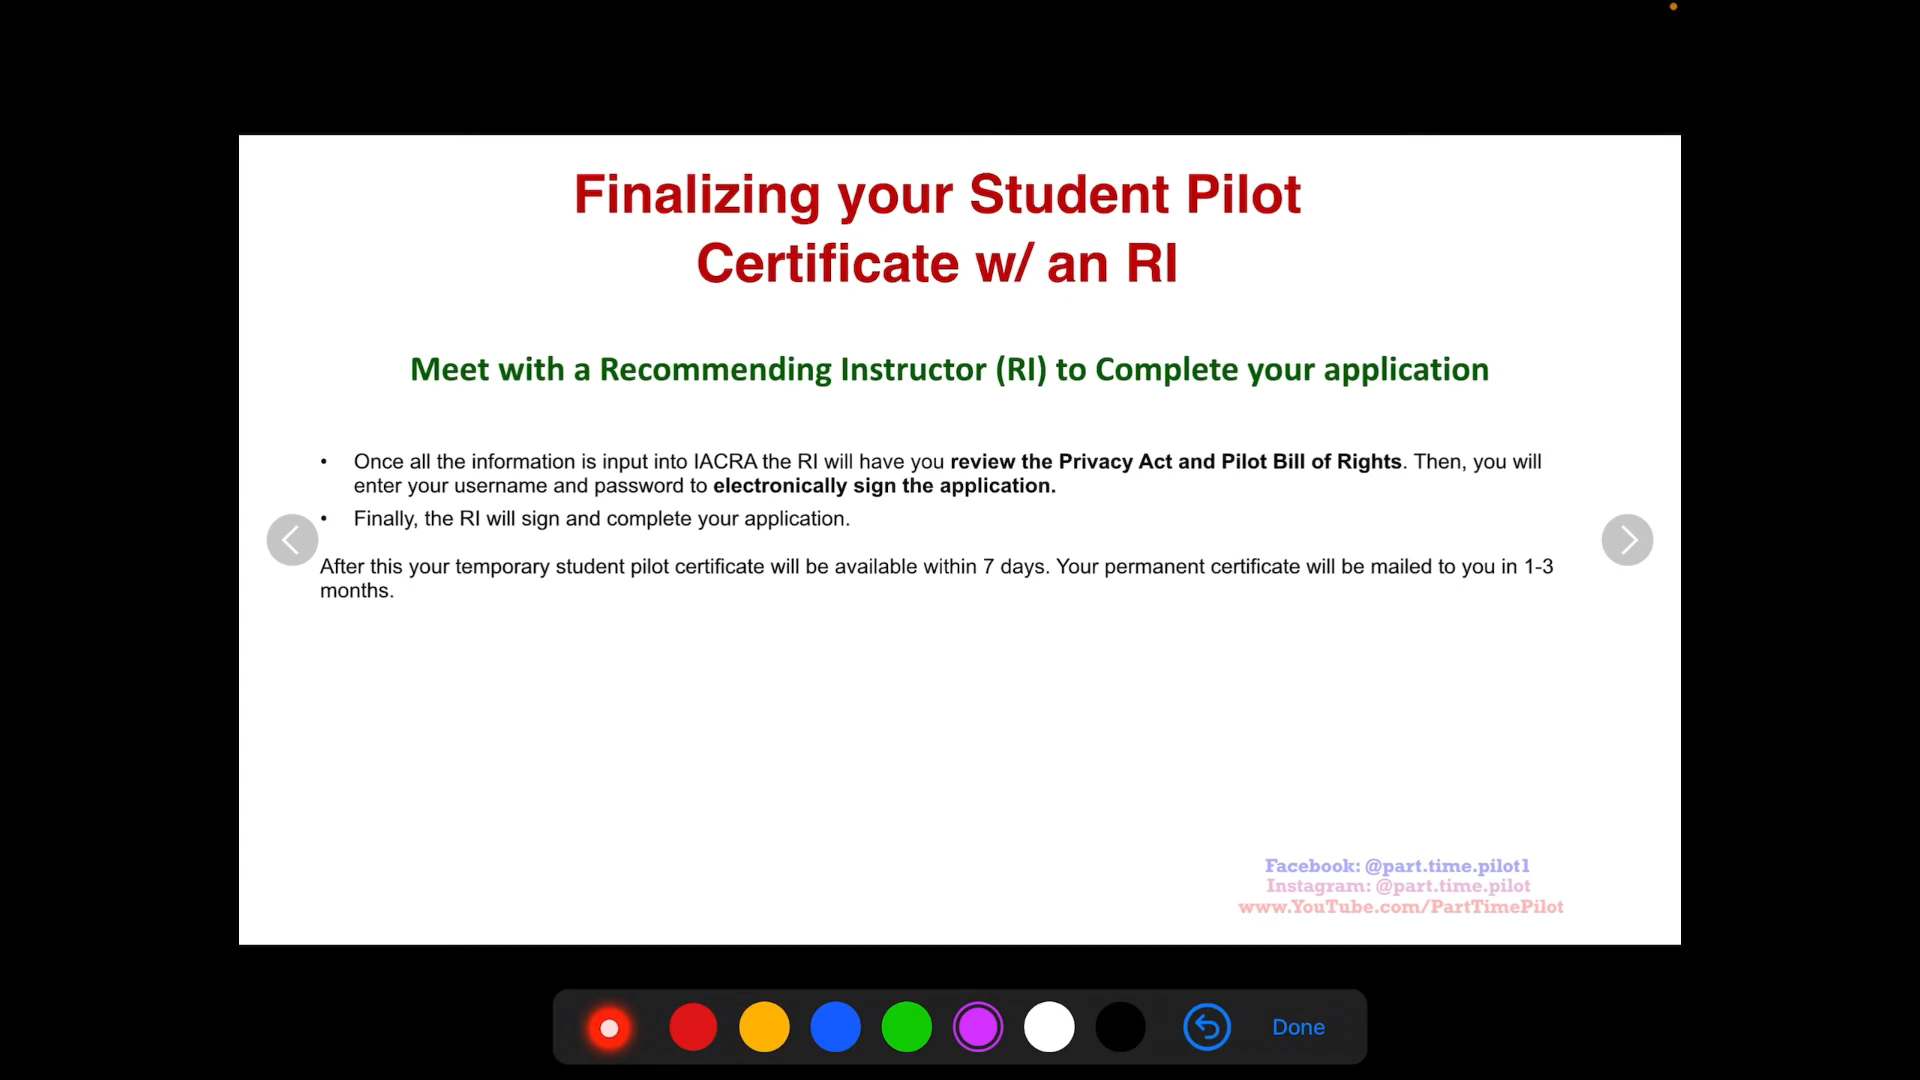 Finalizing your Student Pilot
Certificate w/ an RI
Meet with a Recommending Instructor (RI) to Complete your application
• Once all the information is input into IACRA the RI will have you review the Privacy Act and Pilot Bill of Rights. Then, you will
enter your username and password to electronically sign the application.
• Finally, the RI will sign and complete your application.
After this your temporary student pilot certificate will be available within 7 days. Your permanent certificate will be mailed to you in 1-3
months.
Facebook: @part.time.pilot1
Instagram: @part.time.pilot
www.YouTube.com/PartTimePilot
Done